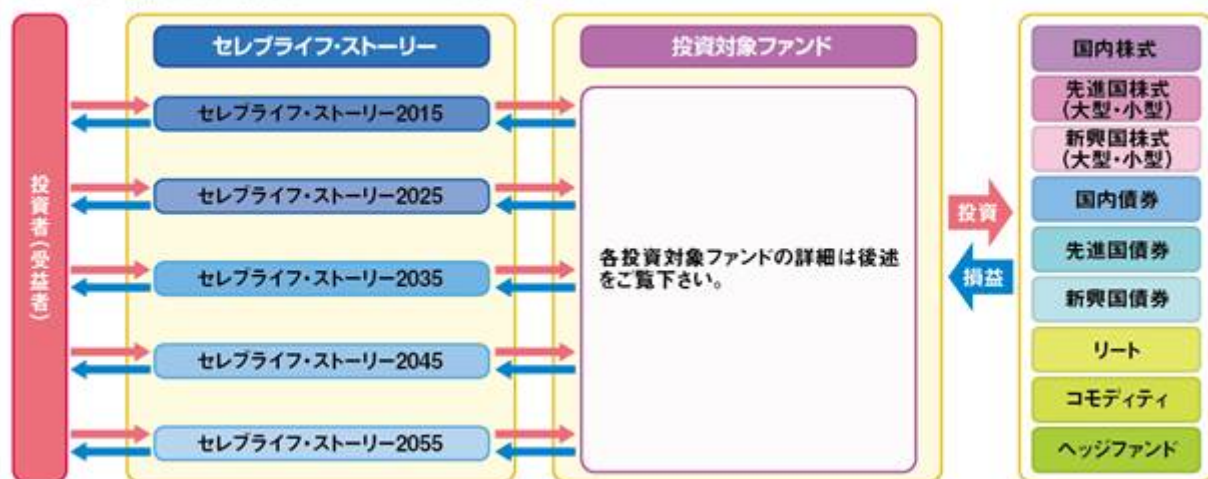 投資者(受益者)
セレブライフ・ストーリー
セレブライフ・ストーリー2015
セレブライフ・ストーリー2025
セレブライフ・ストーリー2035
セレブライフ・ストーリー2045
セレブライフ・ストーリー2055
投資対象ファンド
各投資対象ファンドの詳細は後述
をご覧下さい。
投資
損益
国内株式
先進国株式
(大型・小型)
新興国株式
(大型・小型)
国内債券
先進国債券
新興国債券
リート
コモディティ
ヘッジファンド